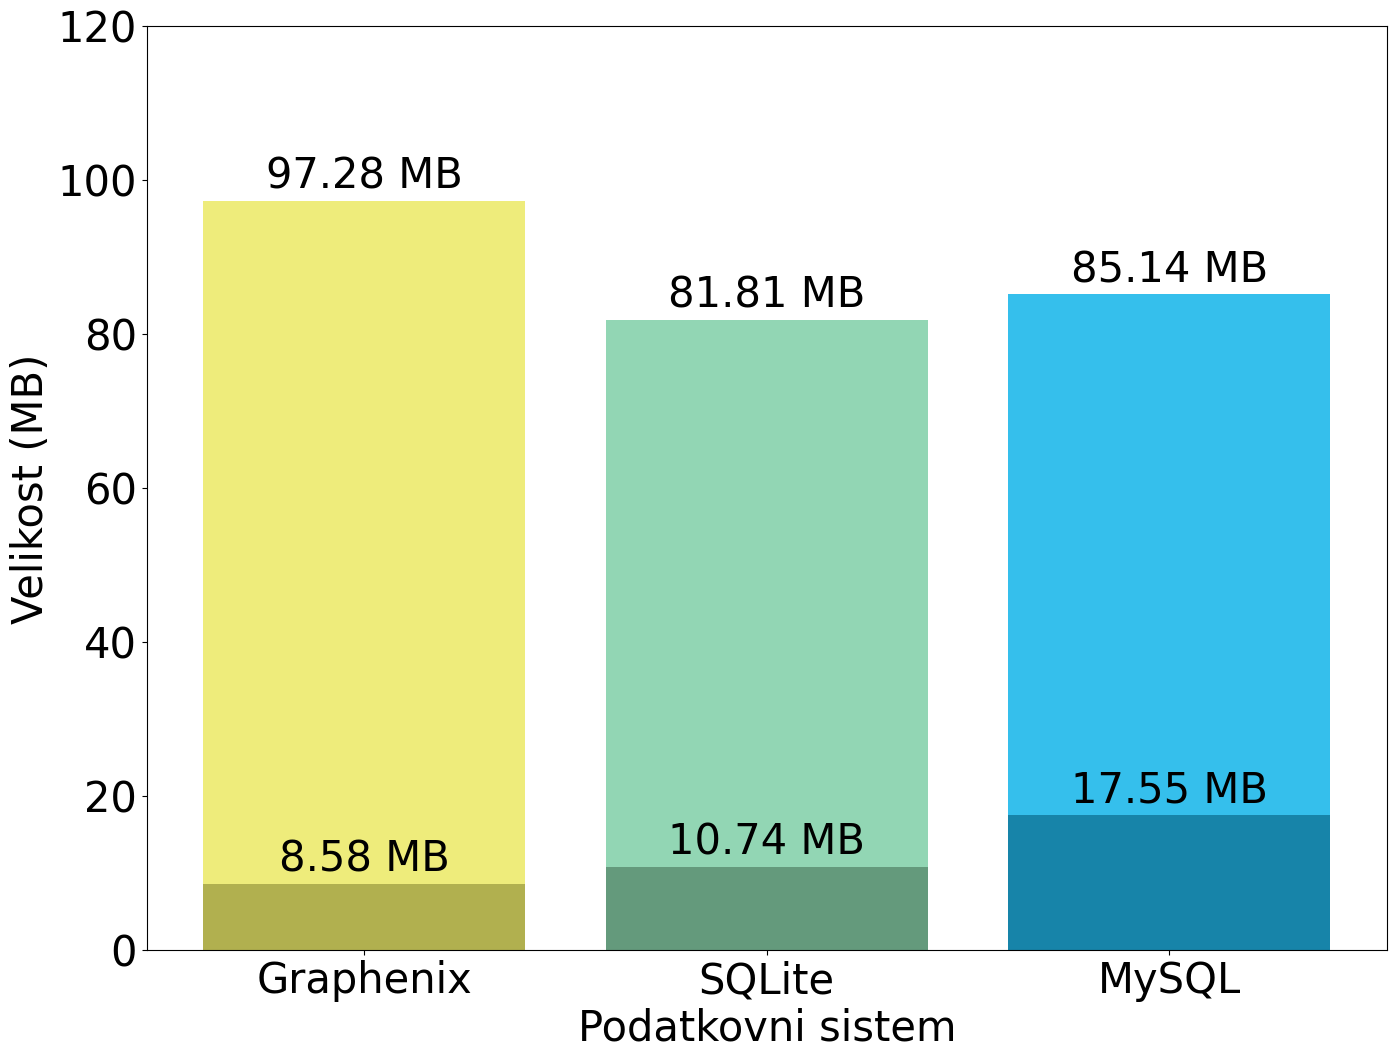 120
100
80
60
40
20
0
Velikost (MB)
97.28 MB
81.81 MB
85.14 MB
8.58 MB
10.74 MB
17.55 MB
Graphenix
SQLite
MySQL
Podatkovni sistem